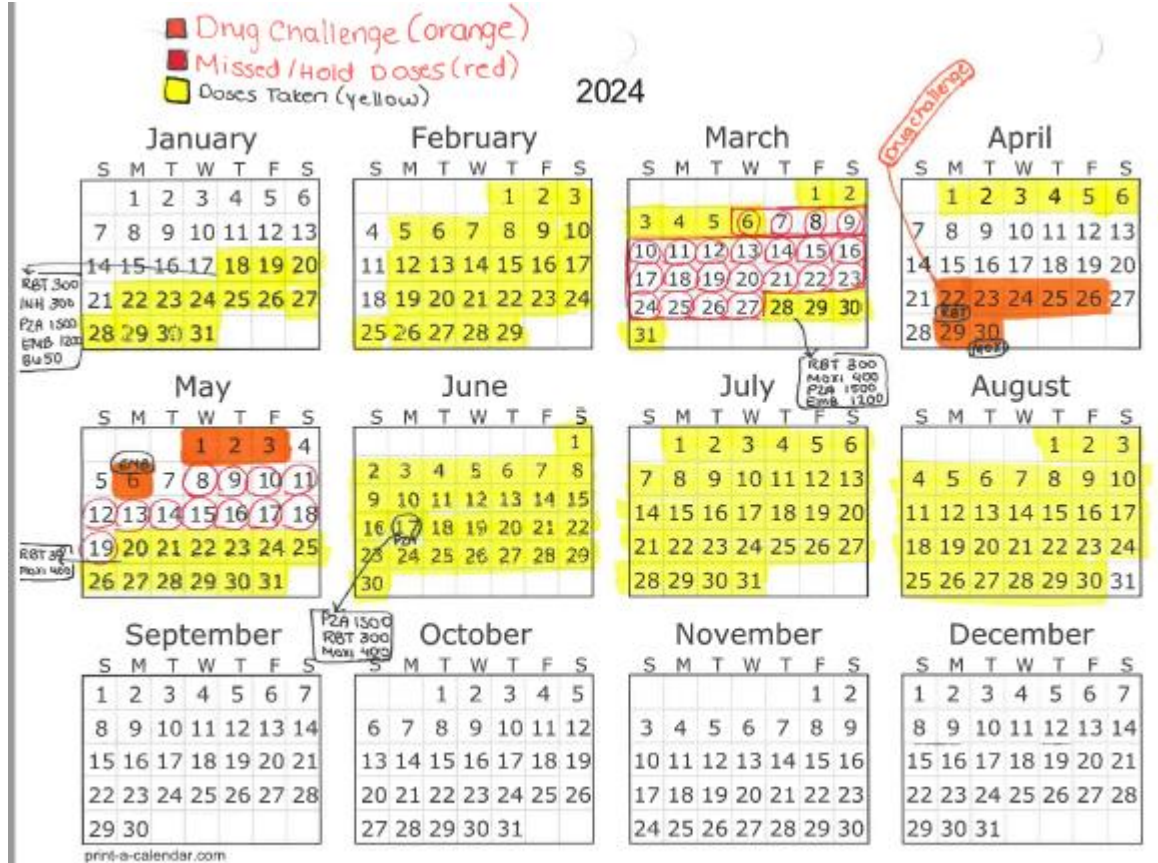 Drug Challenge (orange)
Missed/Hold Doses (red)
Doses Taken (yellow)
2024
Drug challenge
January February March April
S M T W T F S S M T W T F S S M T W T F S S M T W T F S
1 2 3 4 5 6 1 2 3 1 2 1 2 3 4 5 6
7 8 9 10 11 12 13 4 5 6 7 8 9 10 3 4 5 6 7 8 9 7 8 9 10 11 12 13
14 15 16 17 18 19 20 11 12 13 14 15 16 17 10 11 12 13 14 15 16 14 15 16 17 18 19 20
21 22 23 24 25 26 27 18 19 20 21 22 23 24 17 18 19 20 21 22 23 21 22 23 24 25 26 27
28 29 30 31 25 26 27 28 29 24 25 26 27 28 29 30 28 29 30
31
RBT 300
INH 300
PZA 1500
EMB 1200
B6 50
RBT
MOXI
RBT 300
Moxi 400
PZA 1500
EMB 1200
May June July August
S M T W T F S S M T W T F S S M T W T F S S M T W T F S
1 2 3 4 1 1 2 3 4 5 6 1 2 3
5 6 7 8 9 10 11 2 3 4 5 6 7 8 7 8 9 10 11 12 13 4 5 6 7 8 9 10
12 13 14 15 16 17 18 9 10 11 12 13 14 15 14 15 16 17 18 19 20 11 12 13 14 15 16 17
19 20 21 22 23 24 25 16 17 18 19 20 21 22 21 22 23 24 25 26 27 18 19 20 21 22 23 24
26 27 28 29 30 31 23 24 25 26 27 28 29 28 29 30 31 25 26 27 28 29 30 31
30
EMB
PZA
RBT
Moxi 400
PZA 1500
RBT 300
Moxi 400
September October November December
S M T W T F S S M T W T F S S M T W T F S S M T W T F S
1 2 3 4 5 6 7 1 2 3 4 5 1 2 1 2 3 4 5 6 7
8 9 10 11 12 13 14 6 7 8 9 10 11 12 3 4 5 6 7 8 9 8 9 10 11 12 13 14
15 16 17 18 19 20 21 13 14 15 16 17 18 19 10 11 12 13 14 15 16 15 16 17 18 19 20 21
22 23 24 25 26 27 28 20 21 22 23 24 25 26 17 18 19 20 21 22 23 22 23 24 25 26 27 28
29 30 27 28 29 30 31 24 25 26 27 28 29 30 29 30 31
print-a-calendar.com